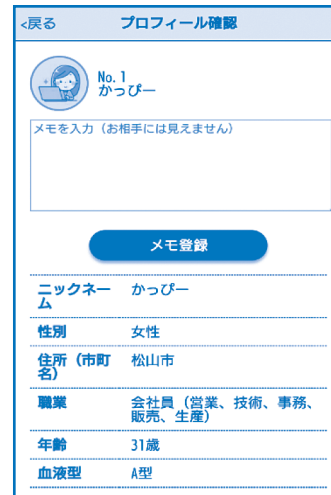 <戻る プロフィール確認
No.1
かっぴー
メモを入力（お相手には見えません）
メモ登録
ニックネー かっぴー
ム
性別 女性
住所（市町 松山市
名）
職業 会社員（営業、技術、事務、
販売、生産）
年齢 31歳
血液型 A型